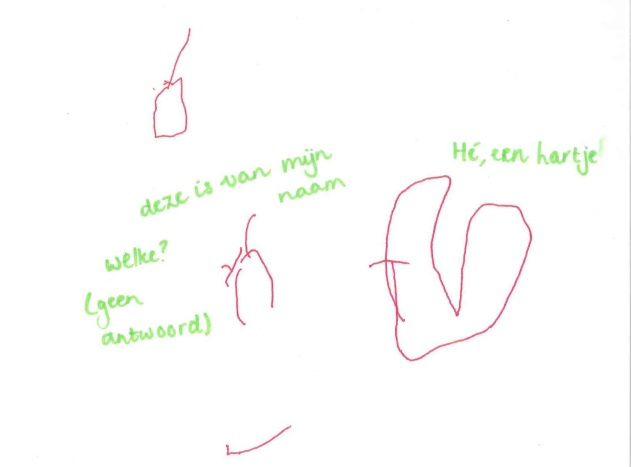 deze is van mijn
naam
Hé, een hartje!
welke?
(geen
antwoord)